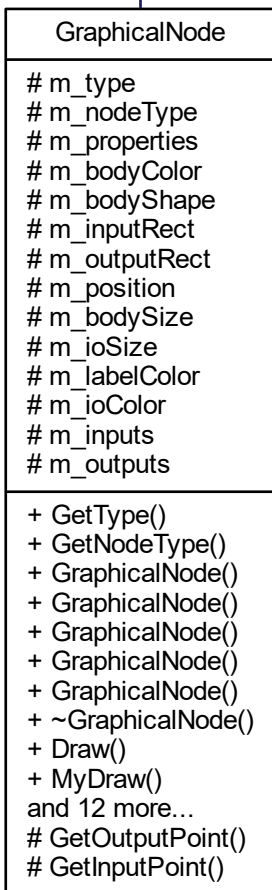 GraphicalNode
# m_type
# m_nodeType
# m_properties
# m_bodyColor
# m_bodyShape
# m_inputRect
# m_outputRect
# m_position
# m_bodySize
# m_ioSize
# m_labelColor
# m_ioColor
# m_inputs
# m_outputs
+ GetType()
+ GetNodeType()
+ GraphicalNode()
+ GraphicalNode()
+ GraphicalNode()
+ GraphicalNode()
+ GraphicalNode()
+ ~GraphicalNode()
+ Draw()
+ MyDraw()
and 12 more...
# GetOutputPoint()
# GetInputPoint()